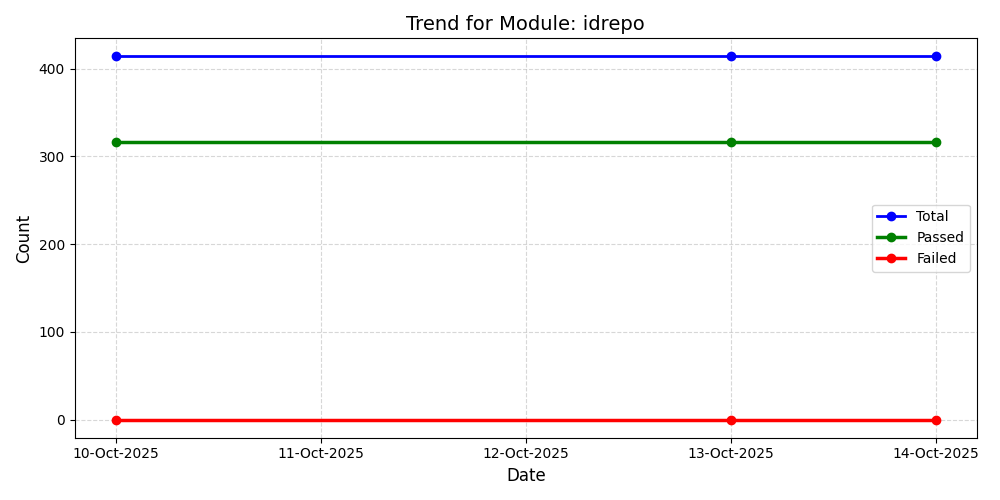 Trend for Module: idrepo
Count
400
300
200
100
0
Total
Passed
Failed
10-Oct-2025
11-Oct-2025
12-Oct-2025
13-Oct-2025
14-Oct-2025
Date